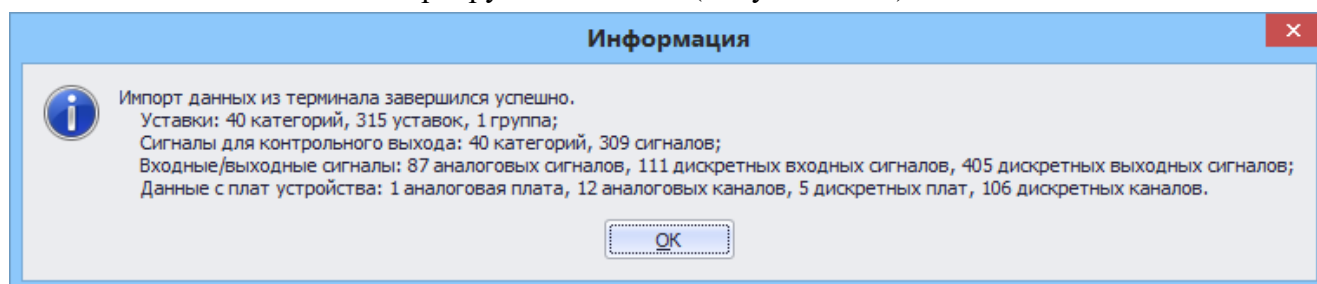 Информация
Импорт данных из терминала завершился успешно.
Уставки: 40 категорий, 315 уставок, 1 группа;
Сигналы для контрольного выхода: 40 категорий, 309 сигналов;
Входные/выходные сигналы: 87 аналоговых сигналов, 111 дискретных входных сигналов, 405 дискретных выходных сигналов;
Данные с плат устройства: 1 аналоговая плата, 12 аналоговых каналов, 5 дискретных плат, 106 дискретных каналов.
OK